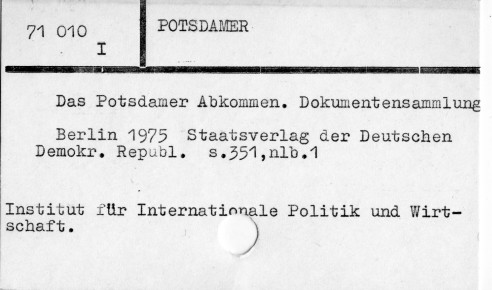 71 010
I
POTSDAMER
Das Potsdamer Abkommen. Dokumentensammlung
Berlin 1975 Staatsverlag der Deutschen
Demokr. Republ. s.351,nlb.1
Institut für Internationale Politik und Wirt-
schaft.